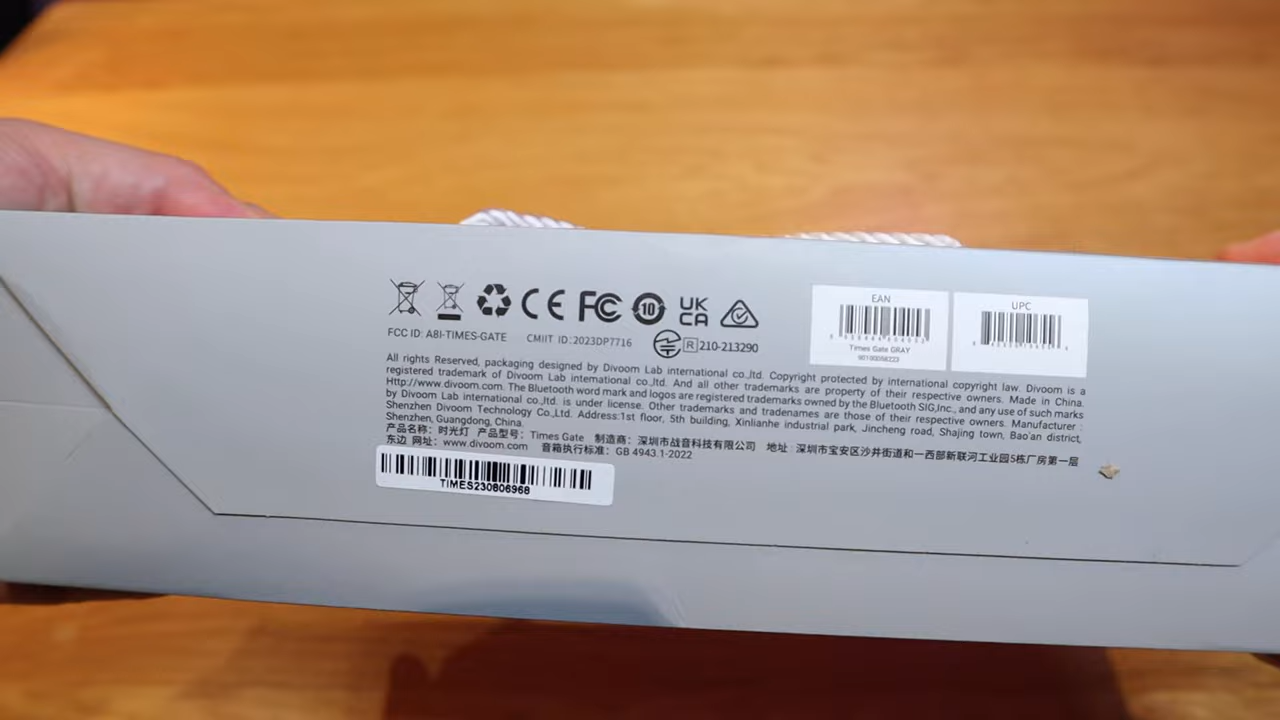 CE FC 10 UK CA
FCC ID: A8I-TIMES-GATE
CMIIT ID:2023DP7716
R 210-213290
EAN
Times Gate GRAY
90100058223
UPC
All rights Reserved, packaging designed by Divoom Lab international co.,ltd. Copyright protected by international copyright law. Divoom is a
registered trademark of Divoom Lab international co.,ltd. And all other trademarks are property of their respective owners. Made in China.
Http://www.divoom.com. The Bluetooth word mark and logos are registered trademarks owned by the Bluetooth SIG,Inc., and any use of such marks
by Divoom Lab international co.,ltd. is under license. Other trademarks and tradenames are those of their respective owners. Manufacturer :
Shenzhen Divoom Technology Co.,Ltd. Address:1st floor, 5th building, Xinlianhe industrial park, Jincheng road, Shajing town, Bao'an district,
Shenzhen, Guangdong, China.
产品名称：时光灯 产品型号：Times Gate 制造商：深圳市战音科技有限公司 地址：深圳市宝安区沙井街道和一西部新联河工业园5栋厂房第一层
东边 网址：www.divoom.com 音箱执行标准：GB 4943.1-2022
TIMES230806968